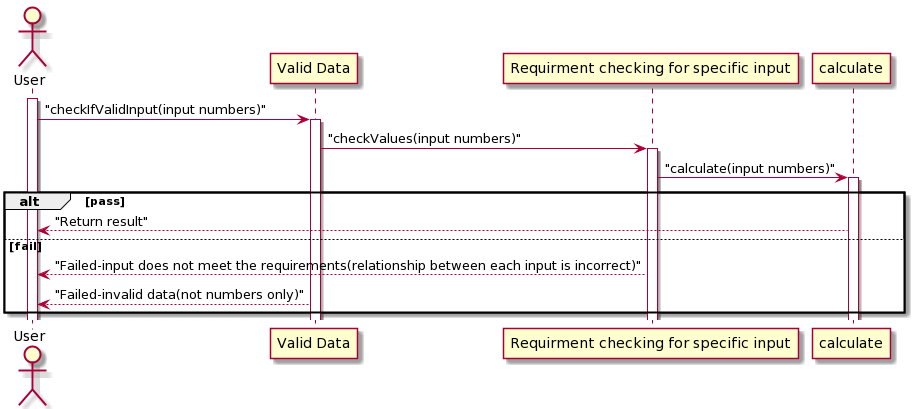 User
Valid Data
Requirment checking for specific input
calculate
"checkIfValidInput(input numbers)"
"checkValues(input numbers)"
"calculate(input numbers)"
alt
[pass]
"Return result"
[fail]
"Failed-input does not meet the requirements(relationship between each input is incorrect)"
"Failed-invalid data(not numbers only)"
User
Valid Data
Requirment checking for specific input
calculate